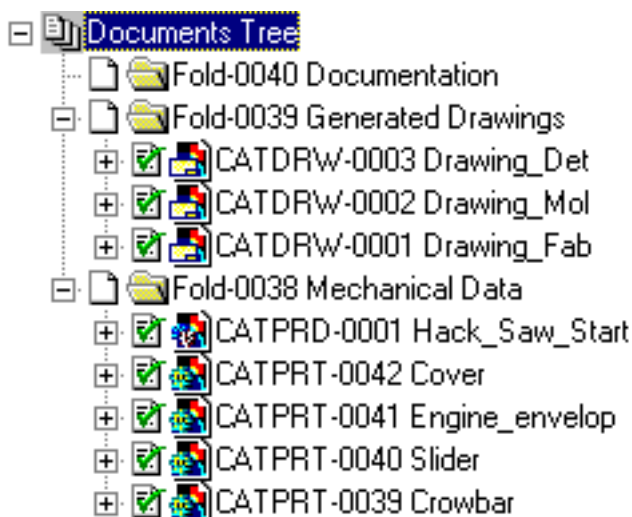 Documents Tree
Fold-0040 Documentation
Fold-0039 Generated Drawings
CATDRW-0003 Drawing_Det
CATDRW-0002 Drawing_Mol
CATDRW-0001 Drawing_Fab
Fold-0038 Mechanical Data
CATPRD-0001 Hack_Saw_Start
CATPRT-0042 Cover
CATPRT-0041 Engine_envelop
CATPRT-0040 Slider
CATPRT-0039 Crowbar